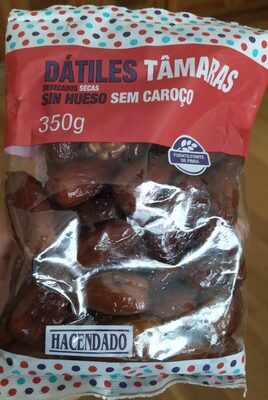 DÁTILES TÂMARAS
DESECADOS SECAS
SIN HUESO SEM CAROÇO
350g
FUENTE/FONTE
DE FIBRA
HACENDADO